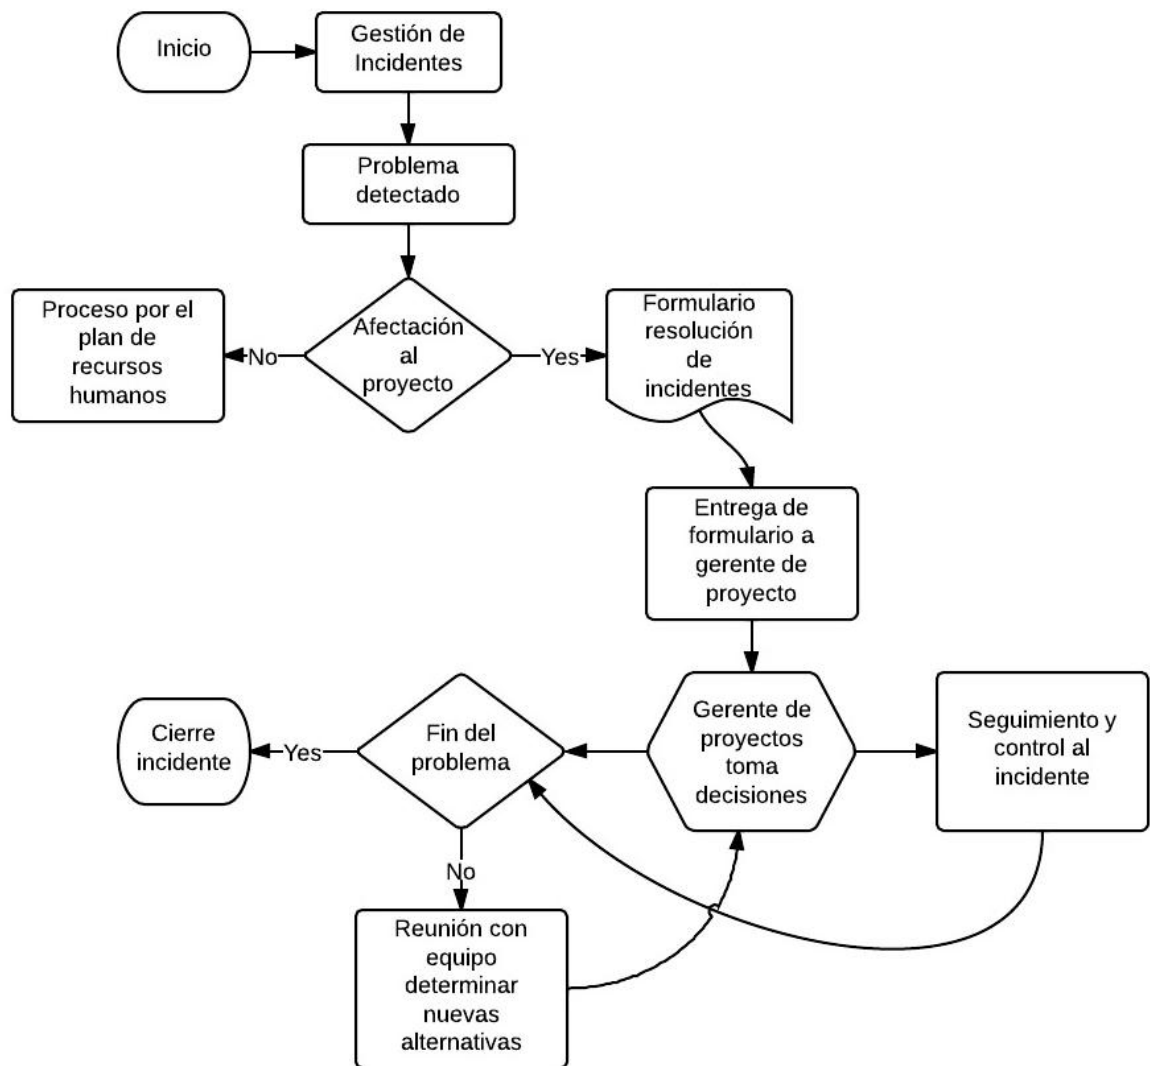 Inicio
Gestión de
Incidentes
Problema
detectado
Proceso por el
plan de
recursos
humanos
No
Afectación
al
proyecto
Yes
Formulario
resolución
de
incidentes
Entrega de
formulario a
gerente de
proyecto
Cierre
incidente
Yes
Fin del
problema
Gerente de
proyectos
toma
decisiones
Seguimiento y
control al
incidente
No
Reunión con
equipo
determinar
nuevas
alternativas